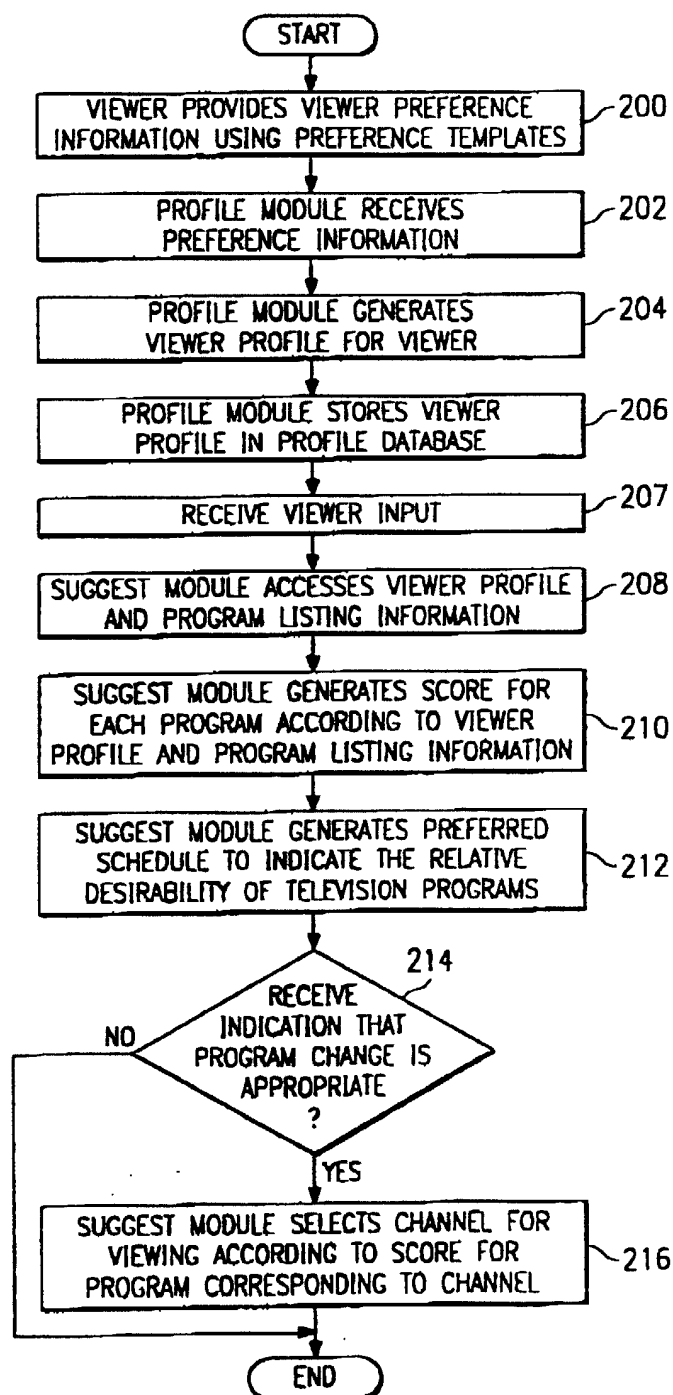 START
VIEWER PROVIDES VIEWER PREFERENCE
INFORMATION USING PREFERENCE TEMPLATES
200
PROFILE MODULE RECEIVES
PREFERENCE INFORMATION
202
PROFILE MODULE GENERATES
VIEWER PROFILE FOR VIEWER
204
PROFILE MODULE STORES VIEWER
PROFILE IN PROFILE DATABASE
206
RECEIVE VIEWER INPUT
207
SUGGEST MODULE ACCESSES VIEWER PROFILE
AND PROGRAM LISTING INFORMATION
208
SUGGEST MODULE GENERATES SCORE FOR
EACH PROGRAM ACCORDING TO VIEWER
PROFILE AND PROGRAM LISTING INFORMATION
210
SUGGEST MODULE GENERATES PREFERRED
SCHEDULE TO INDICATE THE RELATIVE
DESIRABILITY OF TELEVISION PROGRAMS
212
214
RECEIVE
INDICATION THAT
PROGRAM CHANGE IS
APPROPRIATE
?
NO
YES
SUGGEST MODULE SELECTS CHANNEL FOR
VIEWING ACCORDING TO SCORE FOR
PROGRAM CORRESPONDING TO CHANNEL
216
END